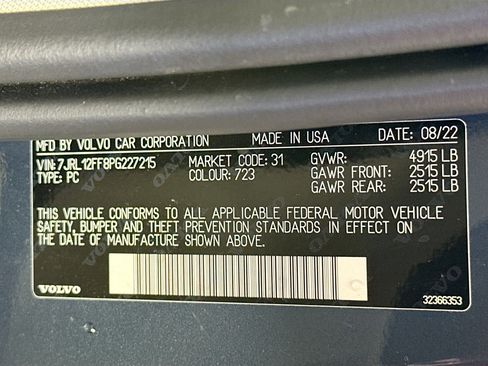 MFD BY VOLVO CAR CORPORATION MADE IN USA DATE: 08/22
VIN: 7JRL12FF8PG227215 MARKET CODE: 31 GVWR: 4915 LB
TYPE: PC COLOUR: 723 GAWR FRONT: 2515 LB
GAWR REAR: 2515 LB
THIS VEHICLE CONFORMS TO ALL APPLICABLE FEDERAL MOTOR VEHICLE
SAFETY, BUMPER AND THEFT PREVENTION STANDARDS IN EFFECT ON
THE DATE OF MANUFACTURE SHOWN ABOVE.
VOLVO 32366353